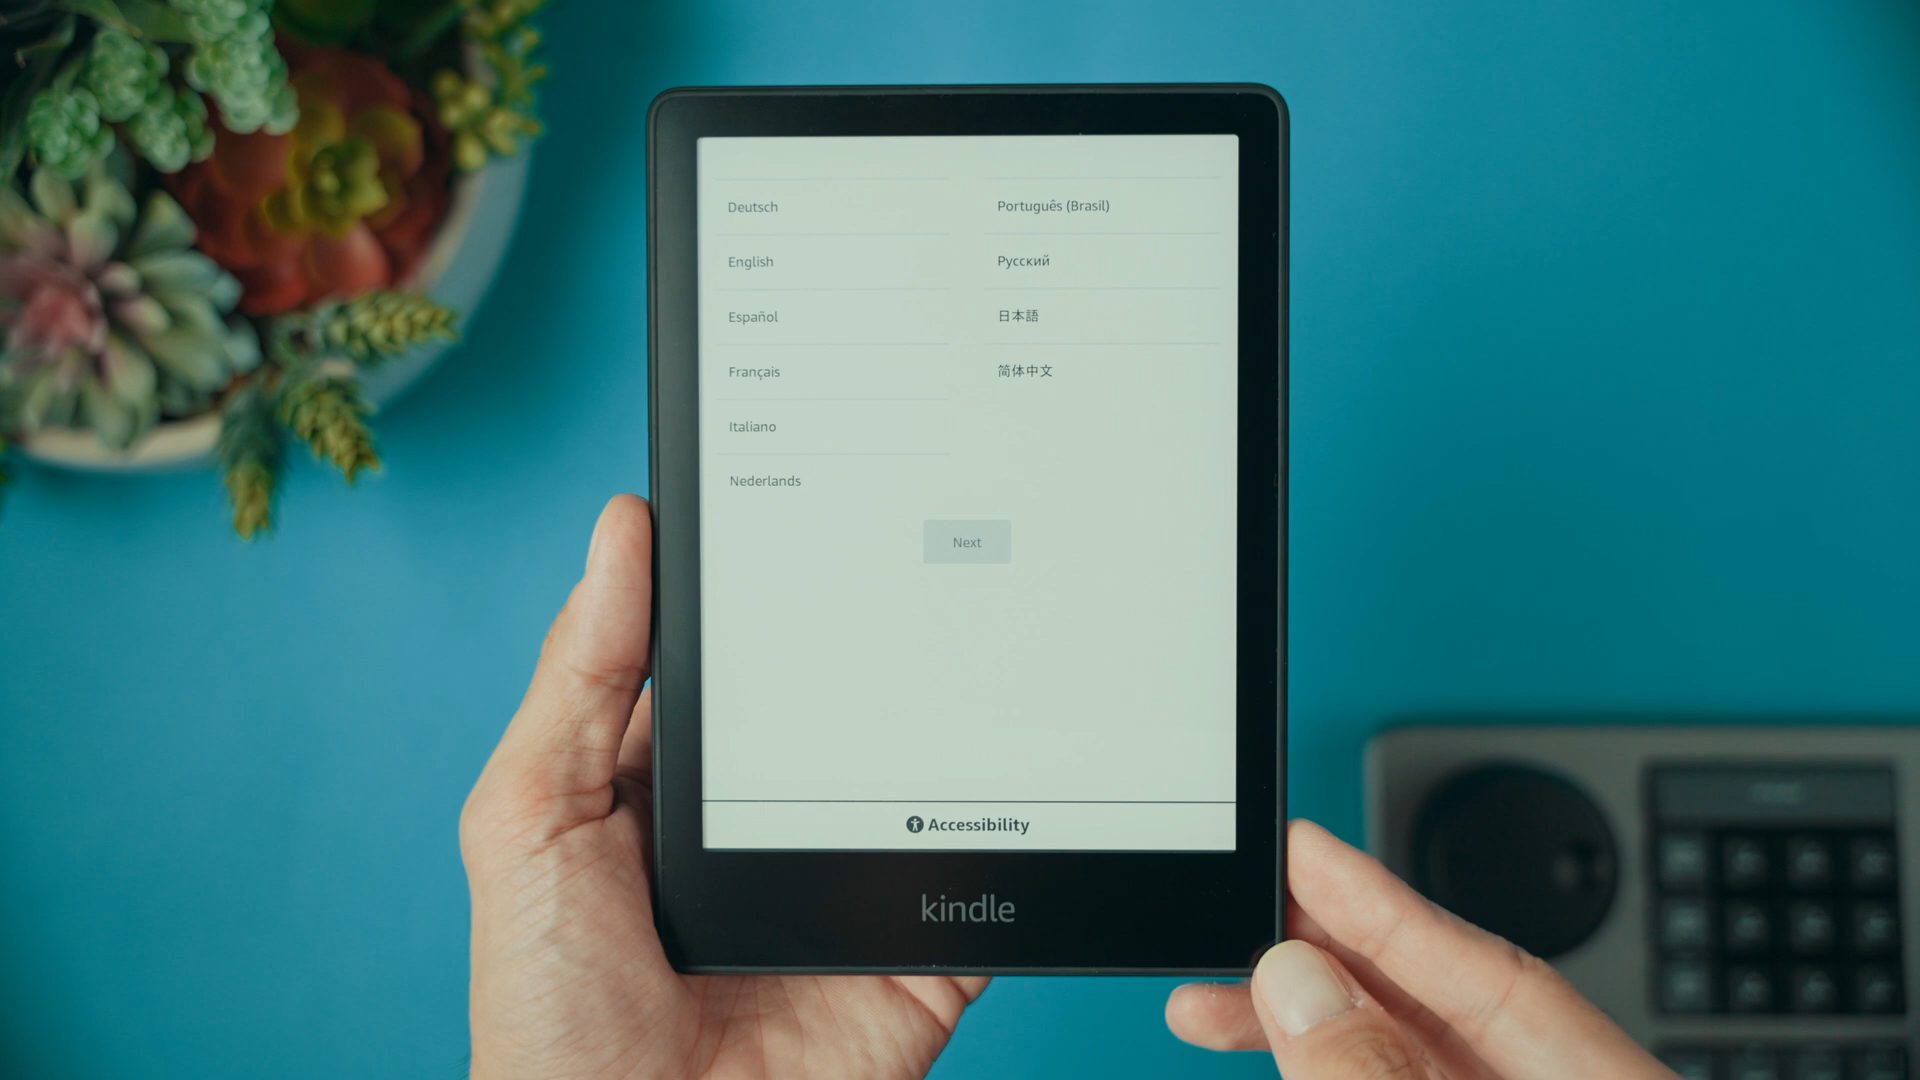 Deutsch
English
Español
Français
Italiano
Nederlands
Português (Brasil)
Русский
日本語
简体中文
Next
Accessibility
kindle